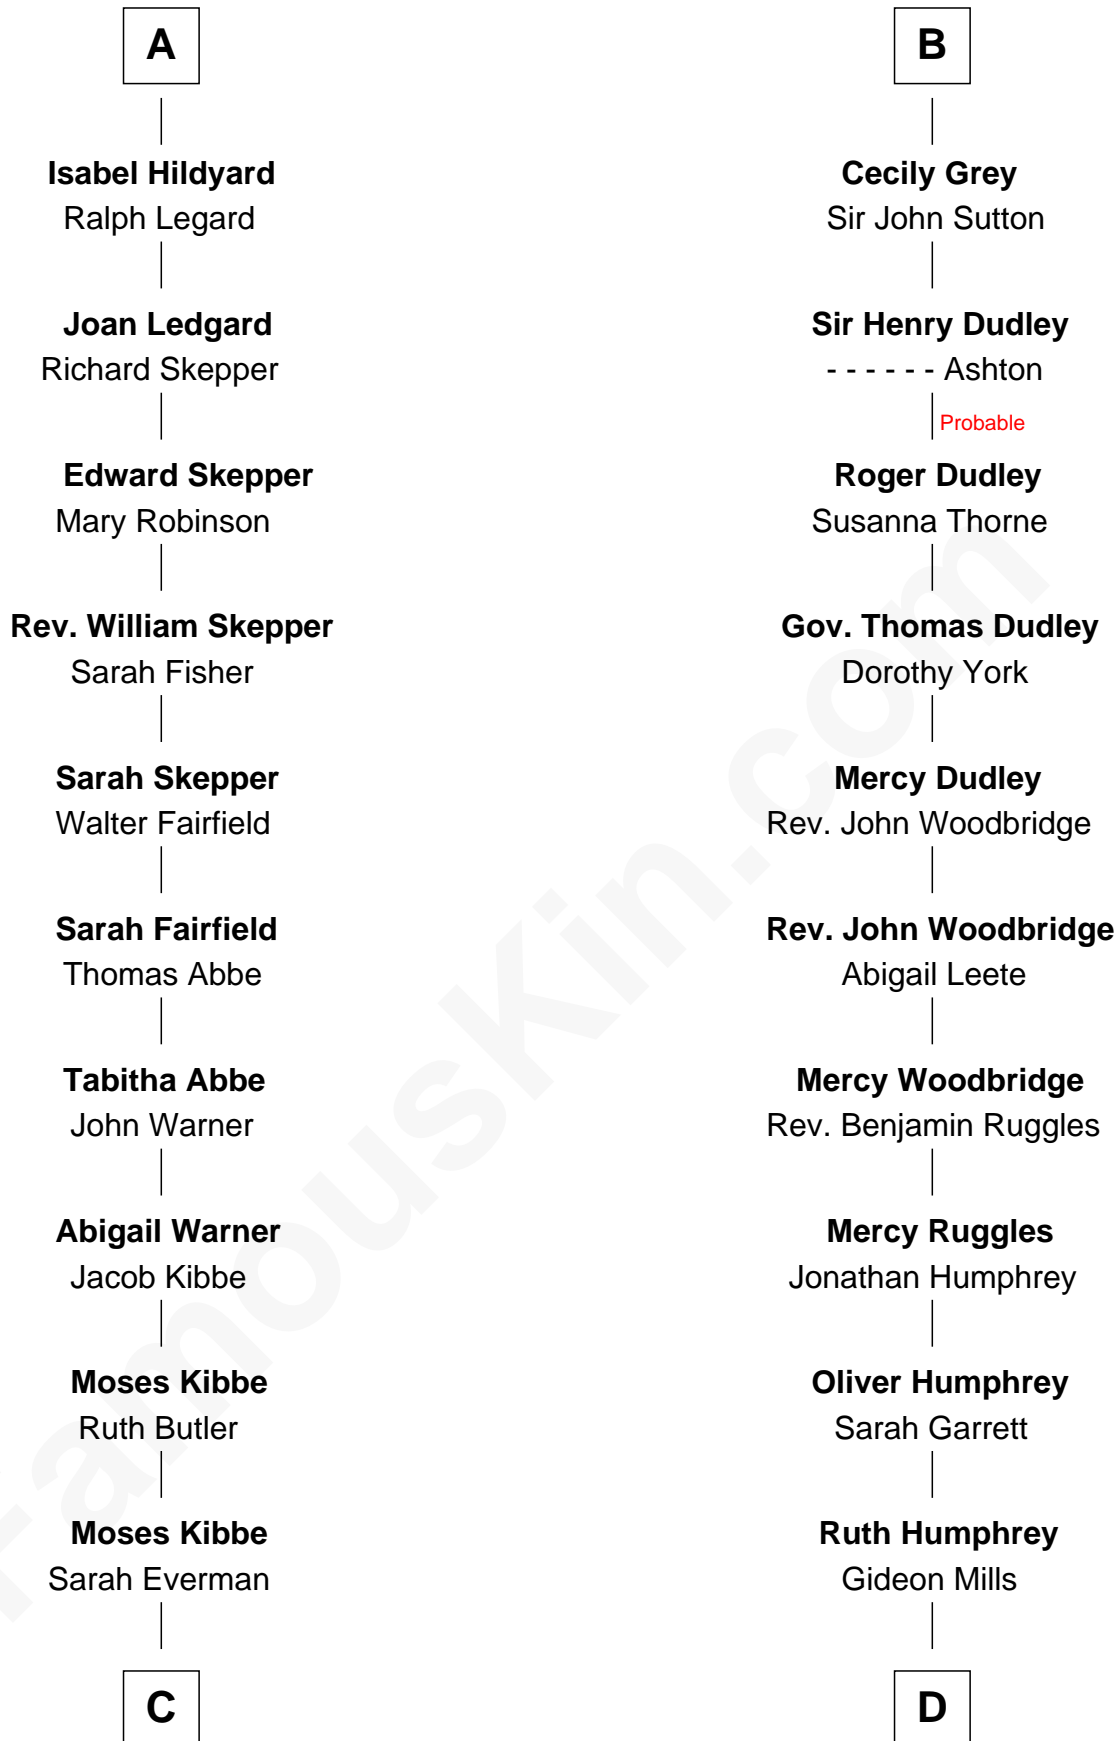 A
Isabel Hildyard
Ralph Legard
Joan Ledgard
Richard Skepper
Edward Skepper
Mary Robinson
Rev. William Skepper
Sarah Fisher
Sarah Skepper
Walter Fairfield
Sarah Fairfield
Thomas Abbe
Tabitha Abbe
John Warner
Abigail Warner
Jacob Kibbe
Moses Kibbe
Ruth Butler
Moses Kibbe
Sarah Everman
C
B
Cecily Grey
Sir John Sutton
Sir Henry Dudley
- - - - - - Ashton
Probable
Roger Dudley
Susanna Thorne
Gov. Thomas Dudley
Dorothy York
Mercy Dudley
Rev. John Woodbridge
Rev. John Woodbridge
Abigail Leete
Mercy Woodbridge
Rev. Benjamin Ruggles
Mercy Ruggles
Jonathan Humphrey
Oliver Humphrey
Sarah Garrett
Ruth Humphrey
Gideon Mills
D
FamousKin.com